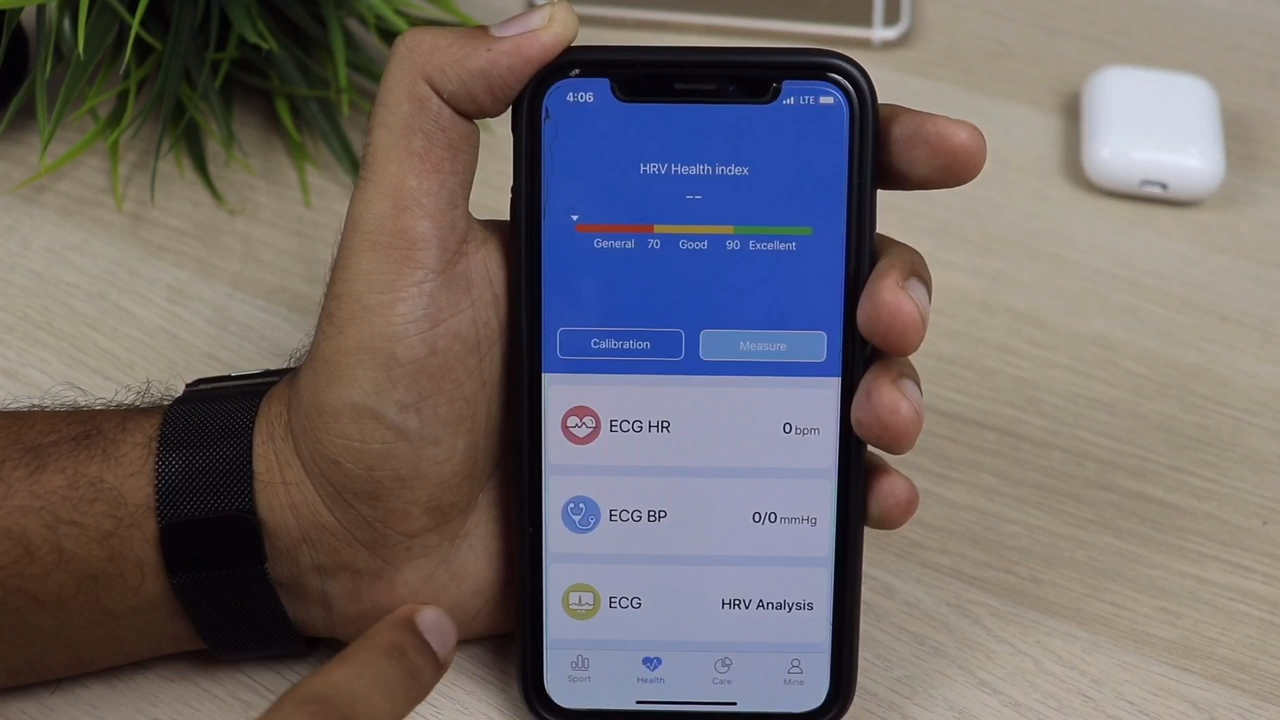 4:06 LTE
HRV Health index
--
General 70 Good 90 Excellent
Calibration Measure
ECG HR 0 bpm
ECG BP 0/0 mmHg
ECG HRV Analysis
Sport Health Care Mine